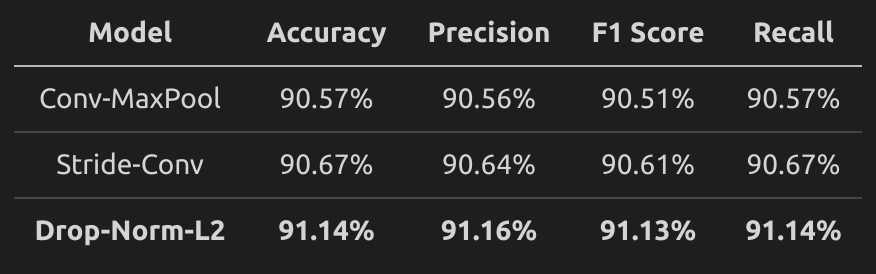 Model Accuracy Precision F1 Score Recall
Conv-MaxPool 90.57% 90.56% 90.51% 90.57%
Stride-Conv 90.67% 90.64% 90.61% 90.67%
Drop-Norm-L2 91.14% 91.16% 91.13% 91.14%